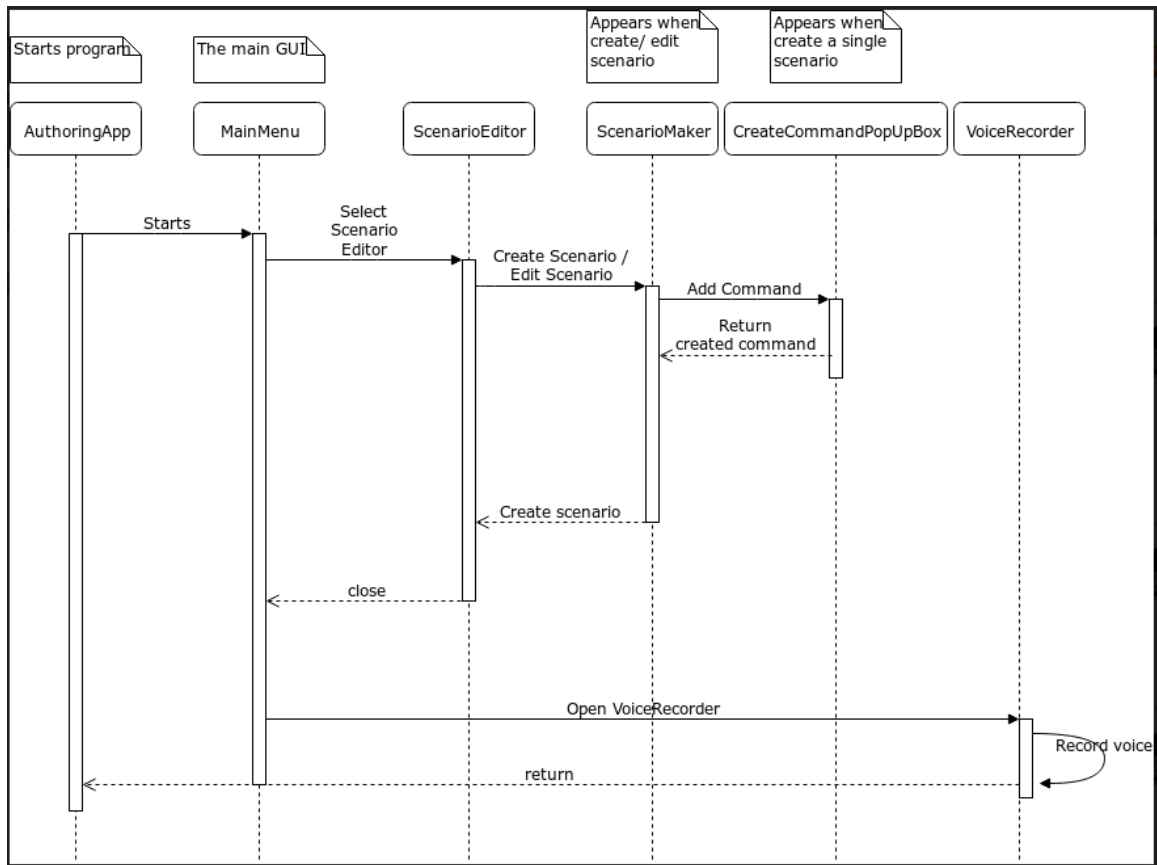 Starts program
The main GUI
Appears when
create/ edit
scenario
Appears when
create a single
scenario
AuthoringApp
MainMenu
ScenarioEditor
ScenarioMaker
CreateCommandPopUpBox
VoiceRecorder
Starts
Select
Scenario
Editor
Create Scenario /
Edit Scenario
Add Command
Return
created command
Create scenario
close
Open VoiceRecorder
Record voice
return